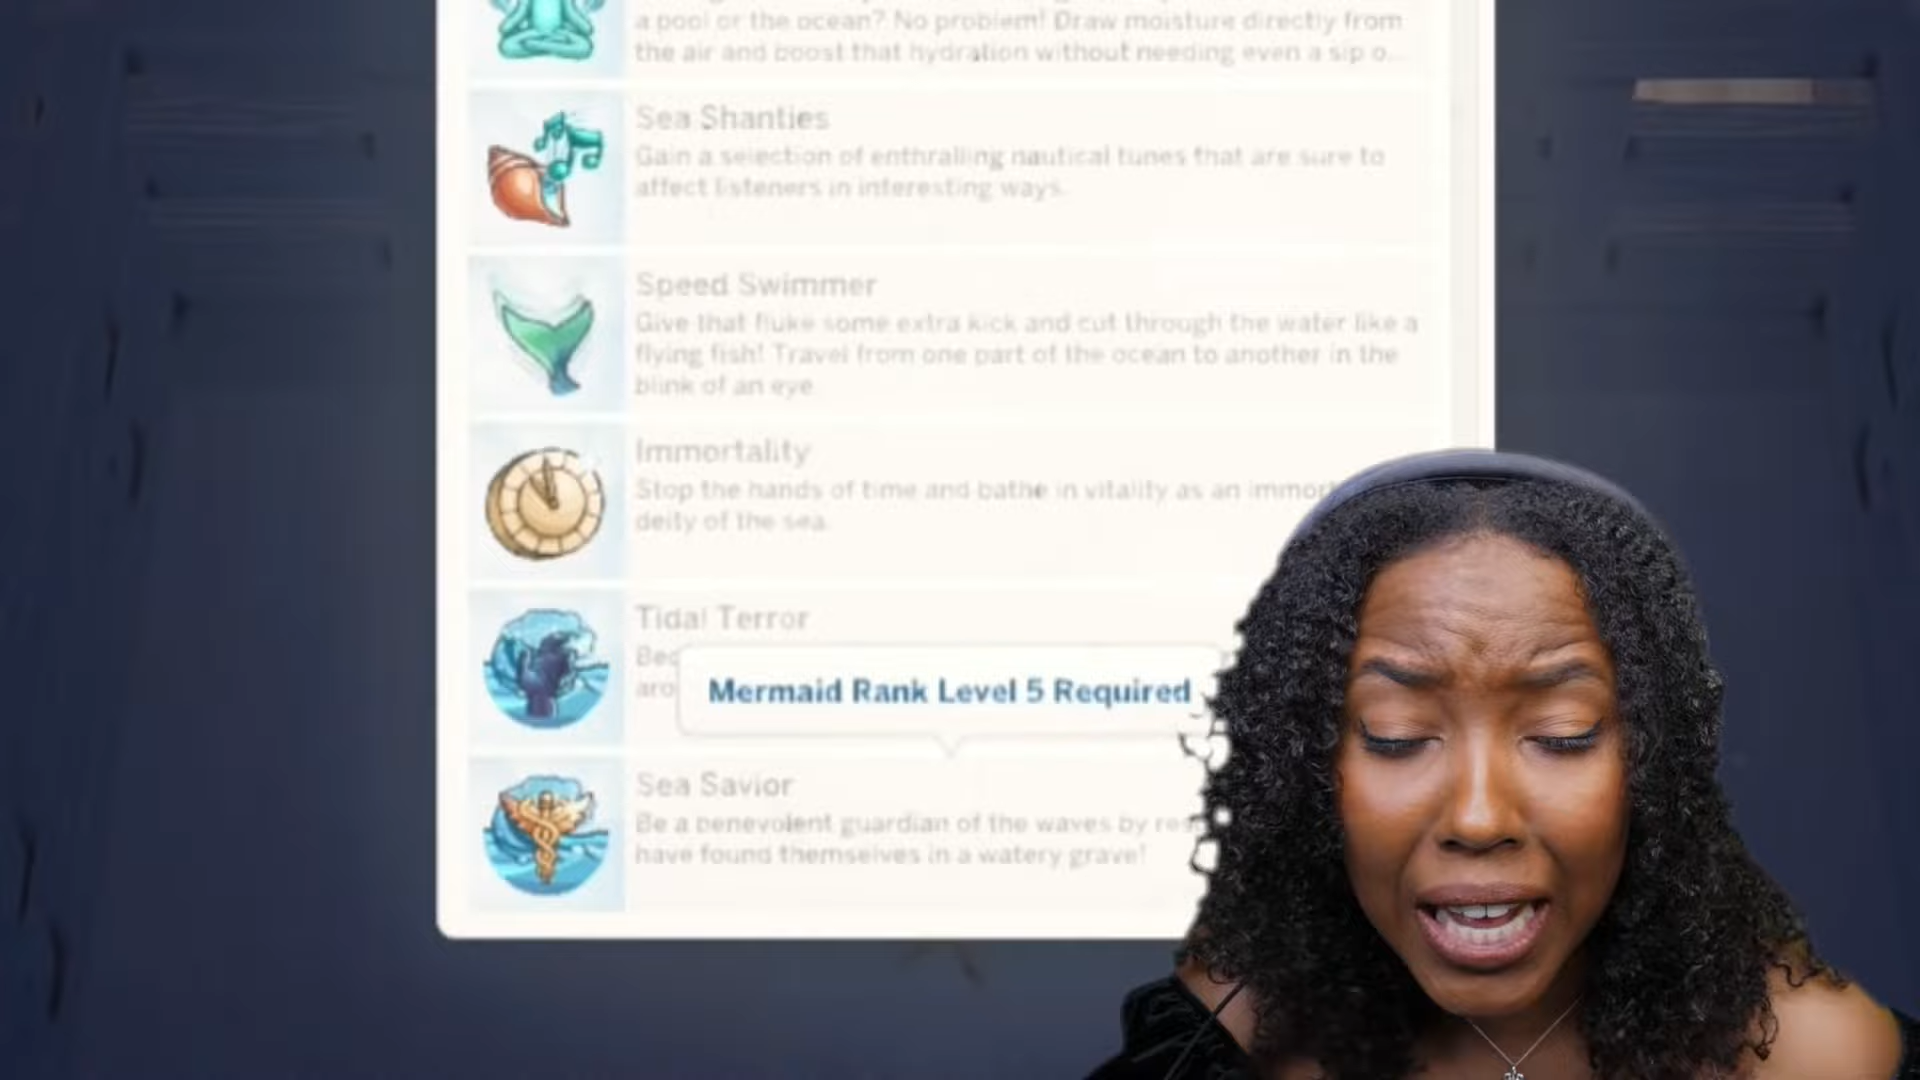 a pool or the ocean? No problem! Draw moisture directly from
the air and boost that hydration without needing even a sip o...
Sea Shanties
Gain a selection of enthralling nautical tunes that are sure to
affect listeners in interesting ways.
Speed Swimmer
Give that fluke some extra kick and cut through the water like a
flying fish! Travel from one part of the ocean to another in the
blink of an eye
Immortality
Stop the hands of time and bathe in vitality as an
deity of the sea.
Tidal Terror
Mermaid Rank Level 5 Required
Sea Savior
Be a benevolent guardian of the waves by
have found themselves in a watery grave!